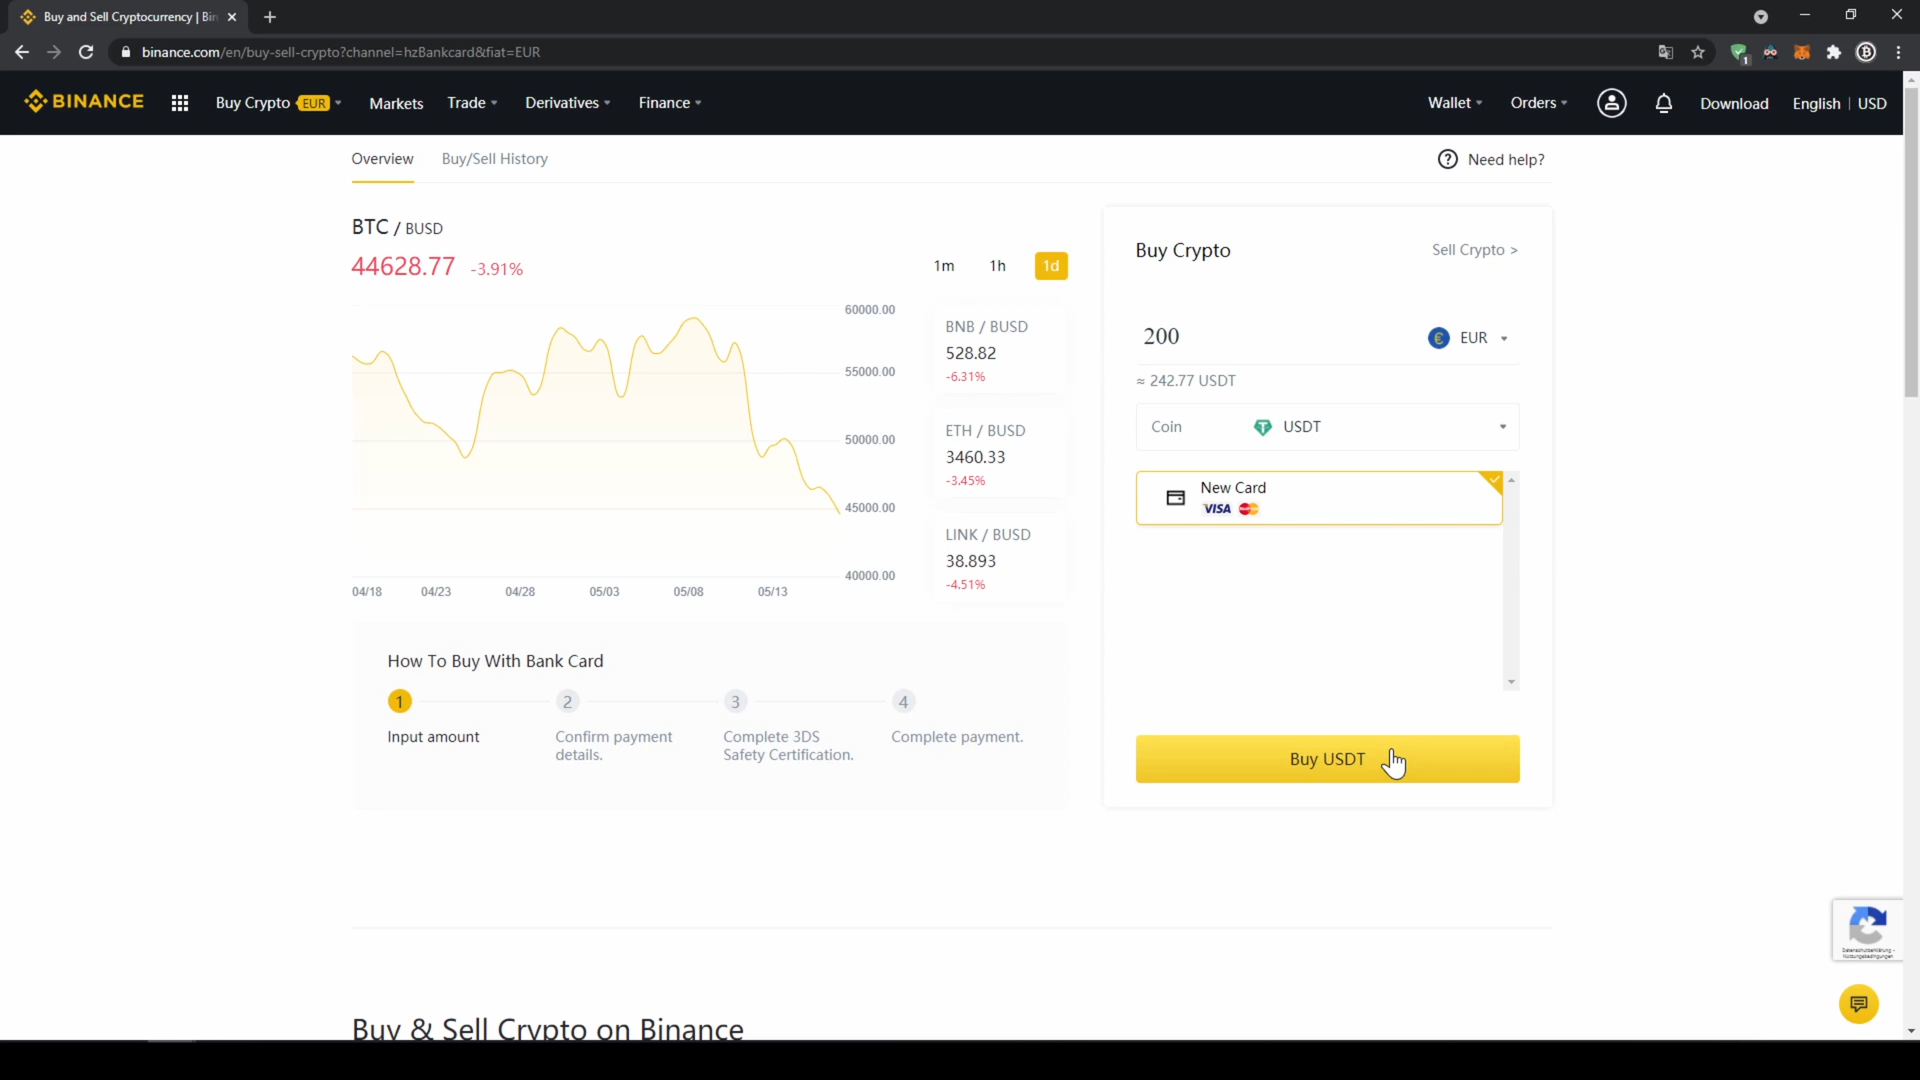 Buy and Sell Cryptocurrency | Bin
binance.com/en/buy-sell-crypto?channel=hzBankcard&fiat=EUR
1
BINANCE
Buy Crypto EUR
Markets
Trade
Derivatives
Finance
Wallet
Orders
Download
English | USD
Overview
Buy/Sell History
? Need help?
BTC / BUSD
44628.77 -3.91%
1m 1h 1d
60000.00
55000.00
50000.00
45000.00
40000.00
04/18 04/23 04/28 05/03 05/08 05/13
BNB / BUSD
528.82
-6.31%
ETH / BUSD
3460.33
-3.45%
LINK / BUSD
38.893
-4.51%
How To Buy With Bank Card
1 2 3 4
Input amount
Confirm payment
details.
Complete 3DS
Safety Certification.
Complete payment.
Buy Crypto
Sell Crypto >
200
€ EUR
≈ 242.77 USDT
Coin
USDT
New Card
VISA
Buy USDT
Datenschutzerklärung -
Nutzungsbedingungen
Buy & Sell Crypto on Binance